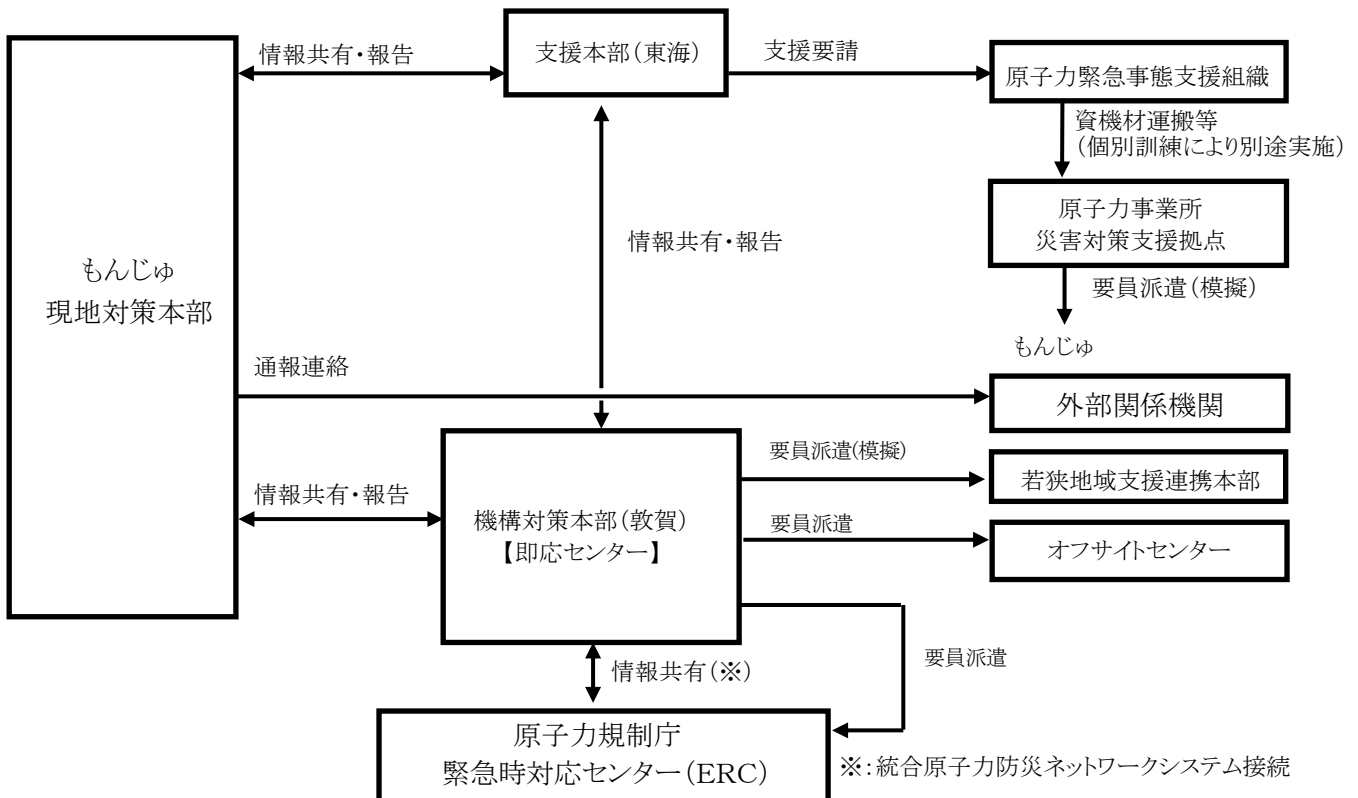 情報共有・報告
支援本部(東海)
支援要請
原子力緊急事態支援組織
資機材運搬等
(個別訓練により別途実施)
原子力事業所
災害対策支援拠点
情報共有・報告
要員派遣(模擬)
もんじゅ
もんじゅ
現地対策本部
通報連絡
外部関係機関
要員派遣(模擬)
若狭地域支援連携本部
情報共有・報告
機構対策本部(敦賀)
【即応センター】
要員派遣
オフサイトセンター
要員派遣
情報共有(※)
原子力規制庁
緊急時対応センター(ERC)
※:統合原子力防災ネットワークシステム接続